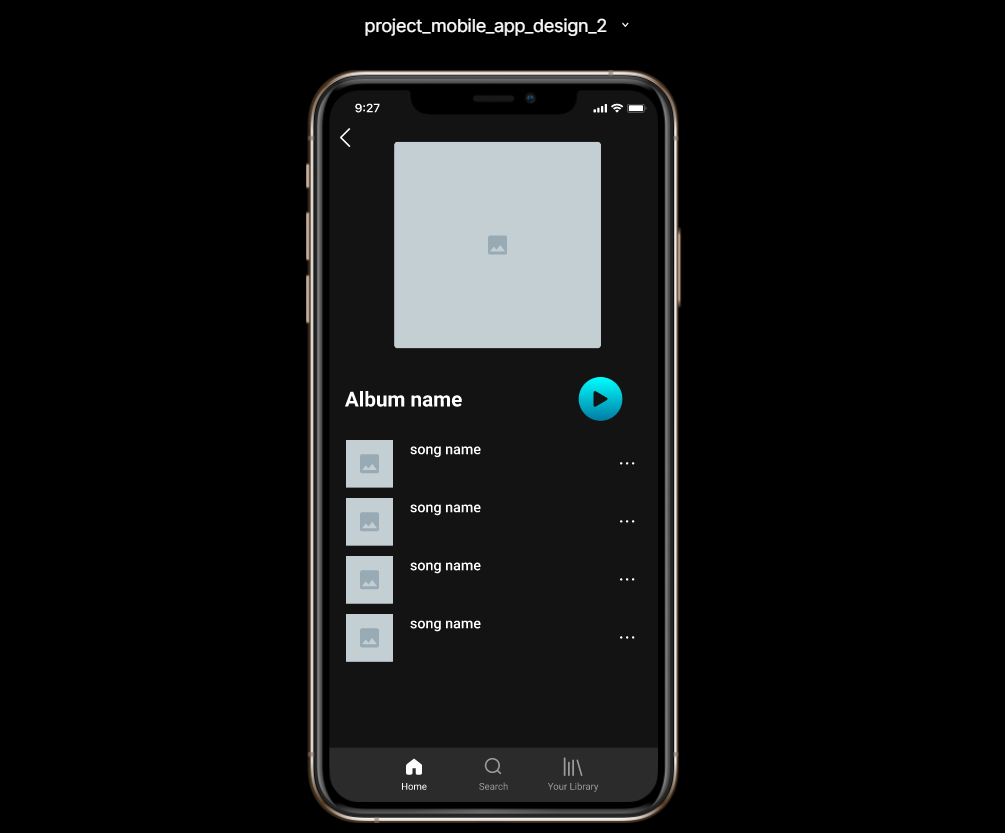 project_mobile_app_design_2
9:27
Album name
song name
song name
song name
song name
Home
Search
Your Library